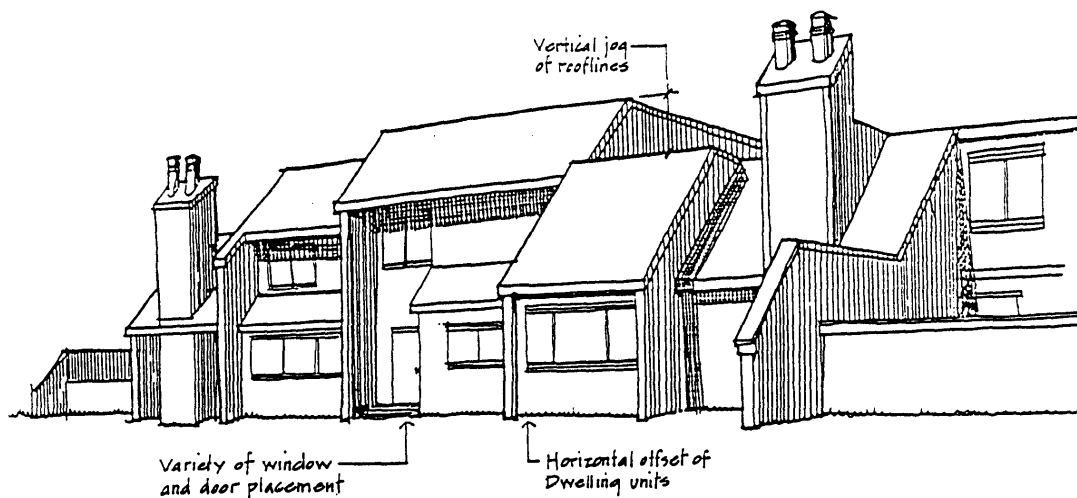 Vertical jog
of rooflines
Variety of window
and door placement
Horizontal offset of
Dwelling units